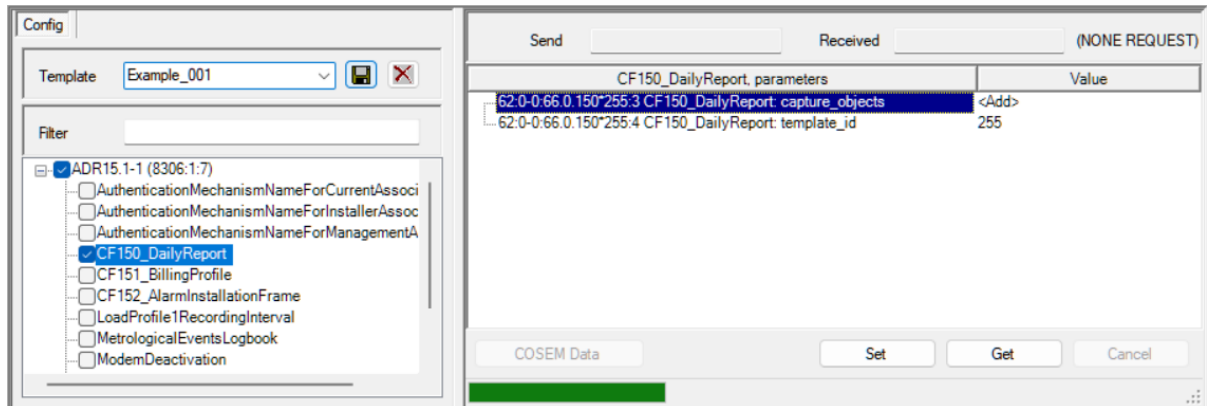 Config
Template Example_001
Filter
ADR15.1-1 (8306:1:7)
AuthenticationMechanismNameForCurrentAssoci
AuthenticationMechanismNameForInstallerAssoc
AuthenticationMechanismNameForManagementA
CF150_DailyReport
CF151_BillingProfile
CF152_AlarmInstallationFrame
LoadProfile1RecordingInterval
MetrologicalEventsLogbook
ModemDeactivation
Send Received (NONE REQUEST)
CF150_DailyReport, parameters Value
62:0-0:66.0.150*255:3 CF150_DailyReport: capture_objects <Add>
62:0-0:66.0.150*255:4 CF150_DailyReport: template_id 255
COSEM Data Set Get Cancel